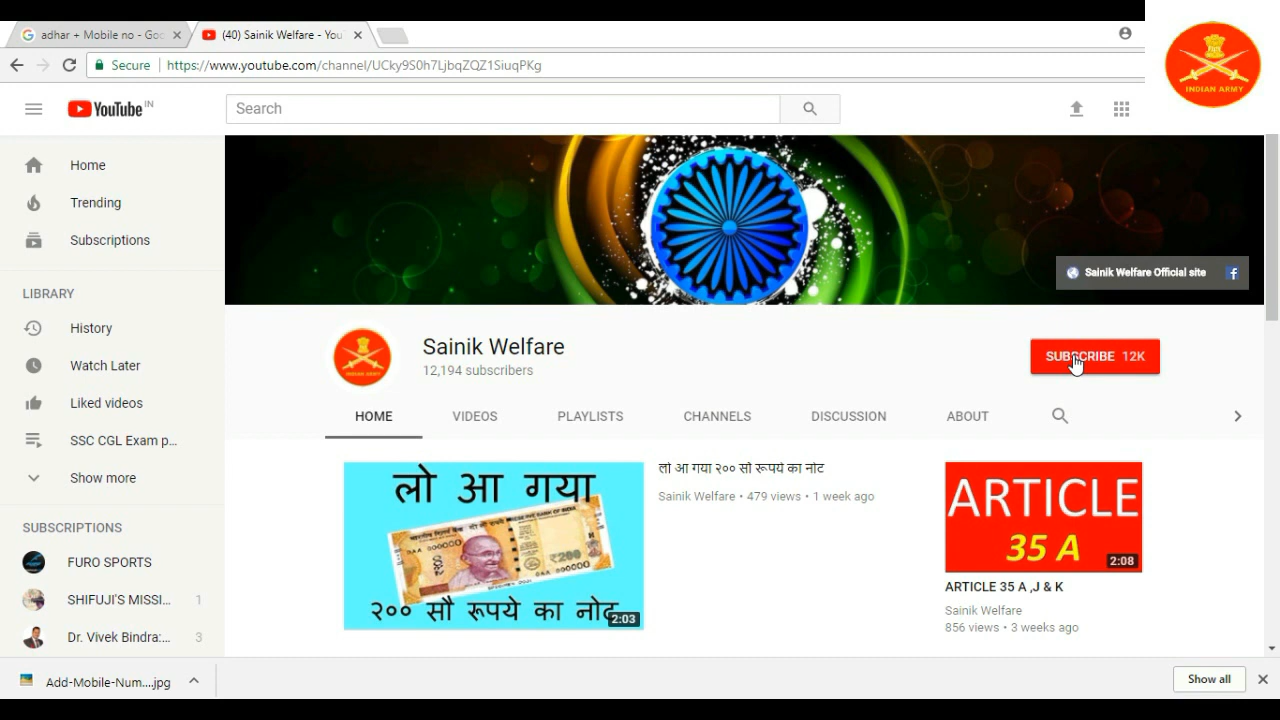 adhar + Mobile no - Goo
(40) Sainik Welfare - You
Secure
https://www.youtube.com/channel/UCky9S0h7LjbqZQZ1SiuqPKg
INDIAN ARMY
YouTube IN
Search
Home
Trending
Subscriptions
LIBRARY
History
Watch Later
Liked videos
SSC CGL Exam p...
Show more
SUBSCRIPTIONS
FURO SPORTS
SHIFUJI'S MISSI... 1
Dr. Vivek Bindra:... 3
Sainik Welfare Official site
Sainik Welfare
12,194 subscribers
SUBSCRIBE 12K
HOME VIDEOS PLAYLISTS CHANNELS DISCUSSION ABOUT
लो आ गया
२०० सौ रूपये का नोट
2:03
लो आ गया २०० सौ रूपये का नोट
Sainik Welfare • 479 views • 1 week ago
ARTICLE
35 A
2:08
ARTICLE 35 A ,J & K
Sainik Welfare
856 views • 3 weeks ago
Add-Mobile-Num....jpg
Show all